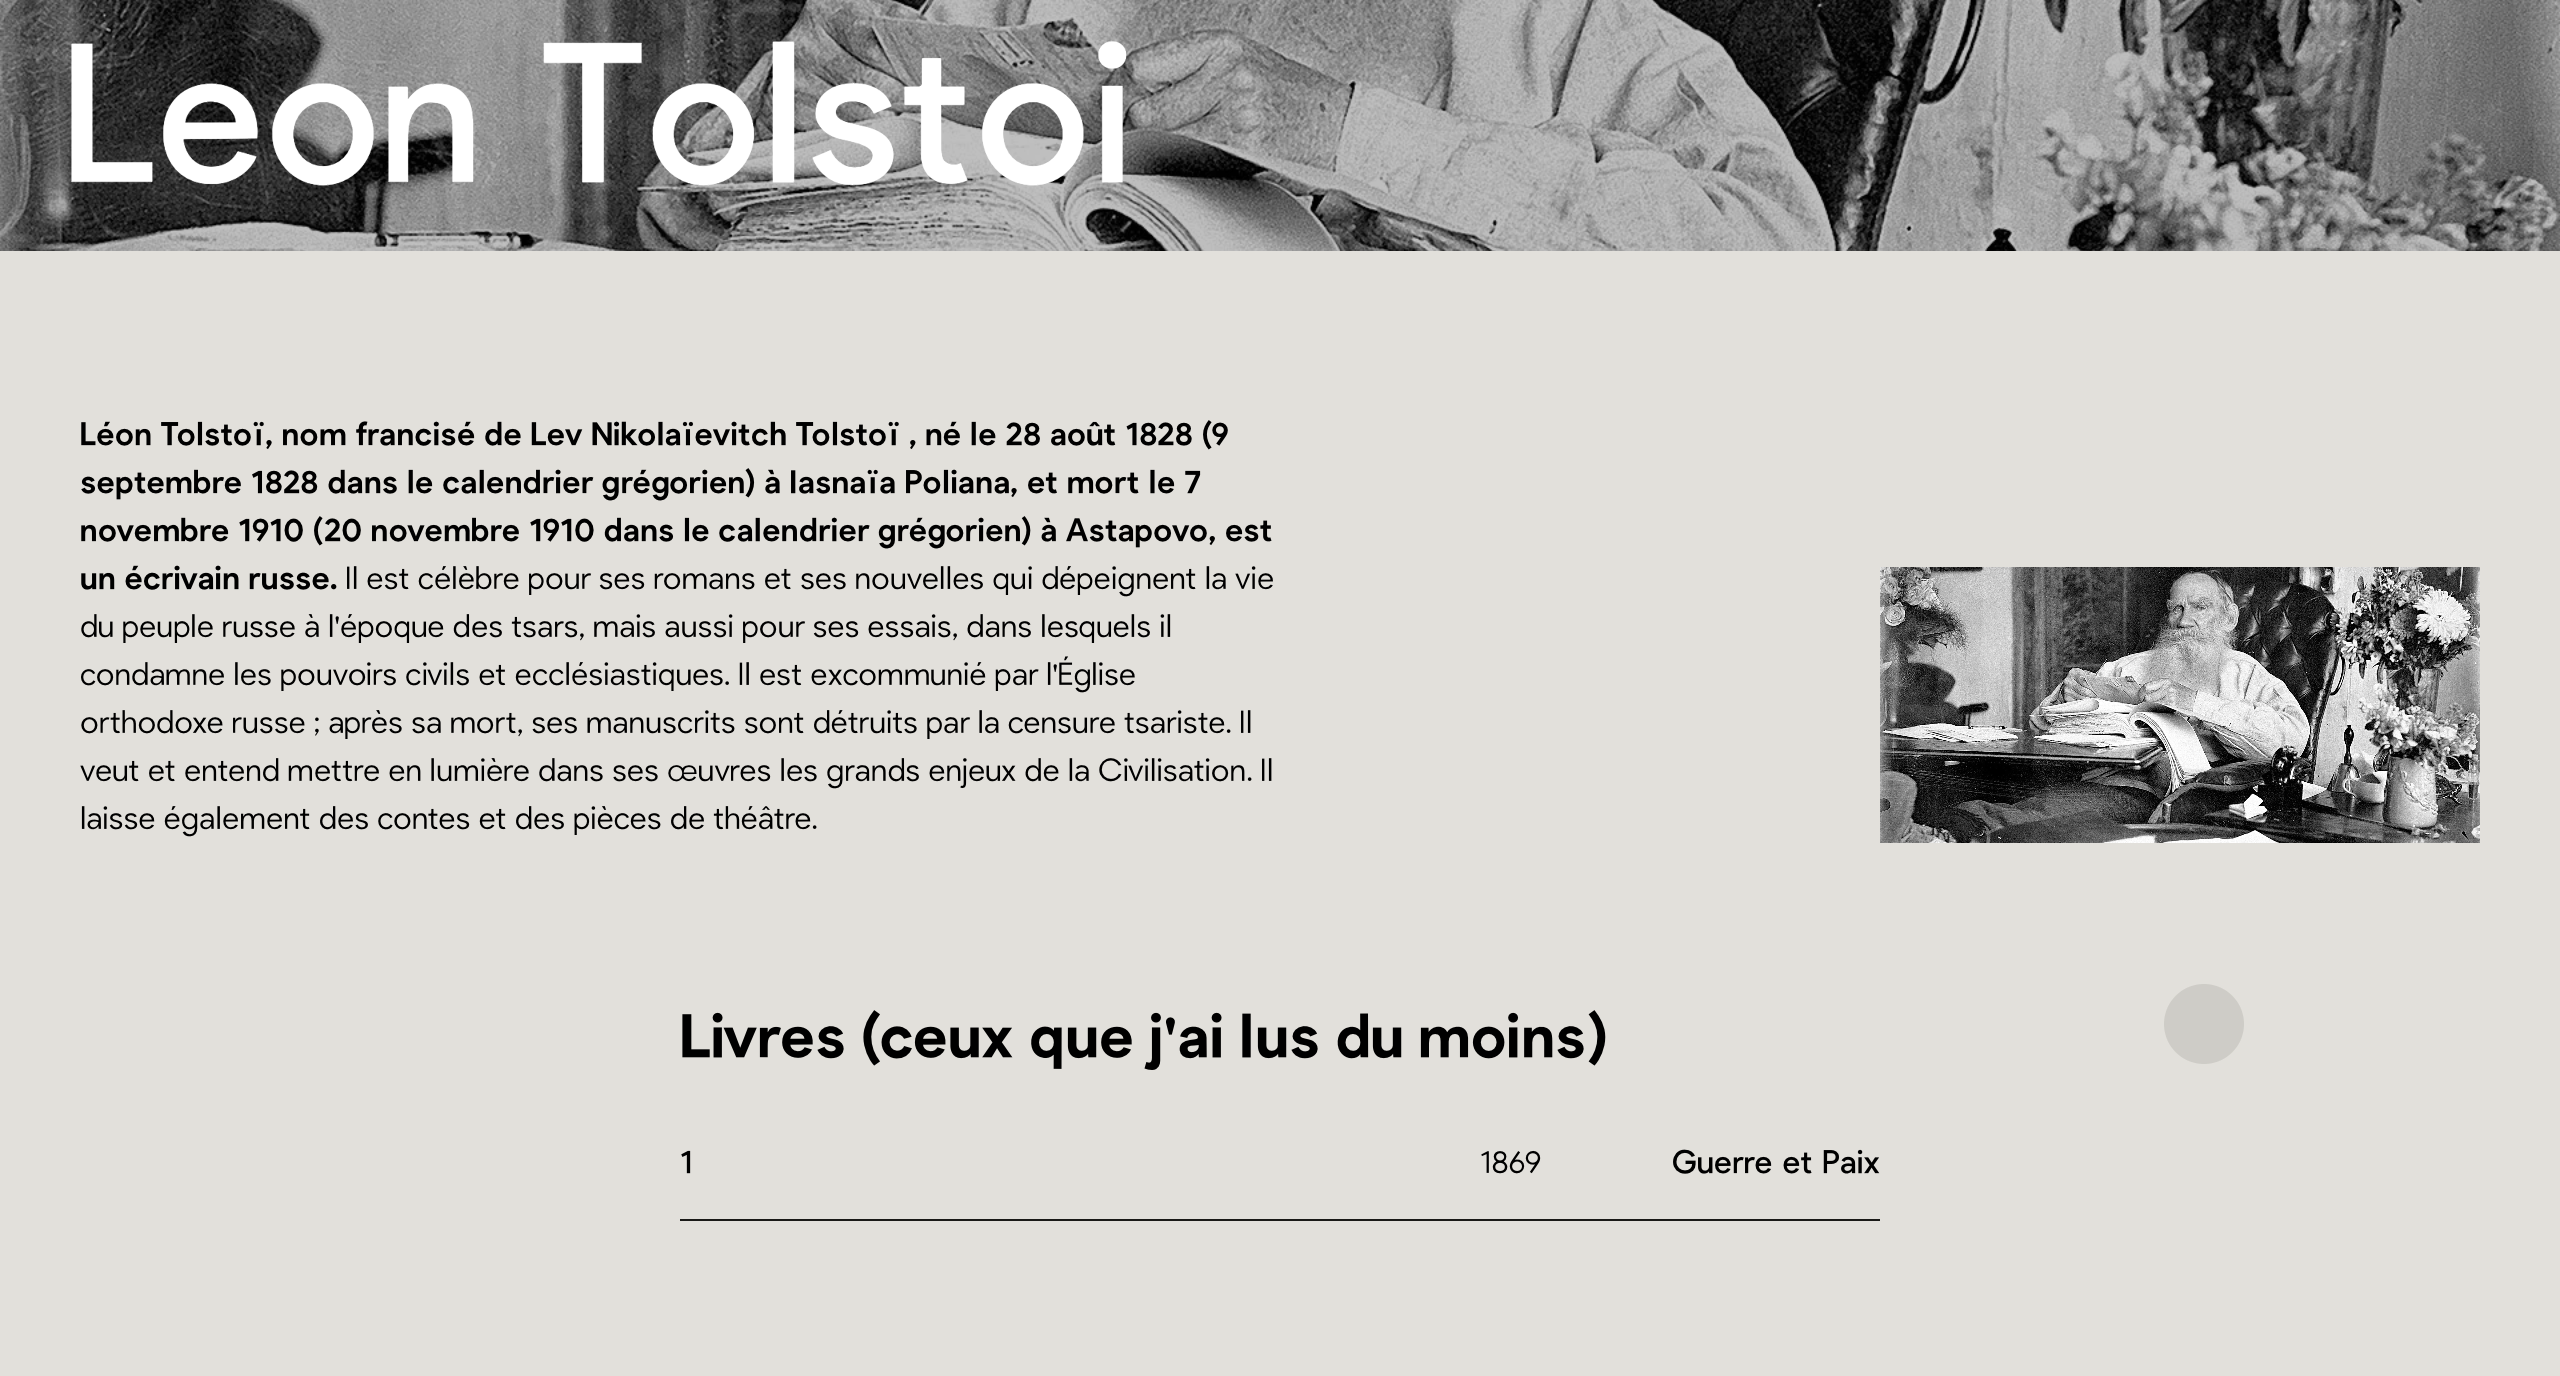 Leon Tolstoi
Léon Tolstoï, nom francisé de Lev Nikolaïevitch Tolstoï , né le 28 août 1828 (9
septembre 1828 dans le calendrier grégorien) à Iasnaïa Poliana, et mort le 7
novembre 1910 (20 novembre 1910 dans le calendrier grégorien) à Astapovo, est
un écrivain russe. Il est célèbre pour ses romans et ses nouvelles qui dépeignent la vie
du peuple russe à l'époque des tsars, mais aussi pour ses essais, dans lesquels il
condamne les pouvoirs civils et ecclésiastiques. Il est excommunié par l'Église
orthodoxe russe ; après sa mort, ses manuscrits sont détruits par la censure tsariste. Il
veut et entend mettre en lumière dans ses œuvres les grands enjeux de la Civilisation. Il
laisse également des contes et des pièces de théâtre.
Livres (ceux que j'ai lus du moins)
1 1869 Guerre et Paix